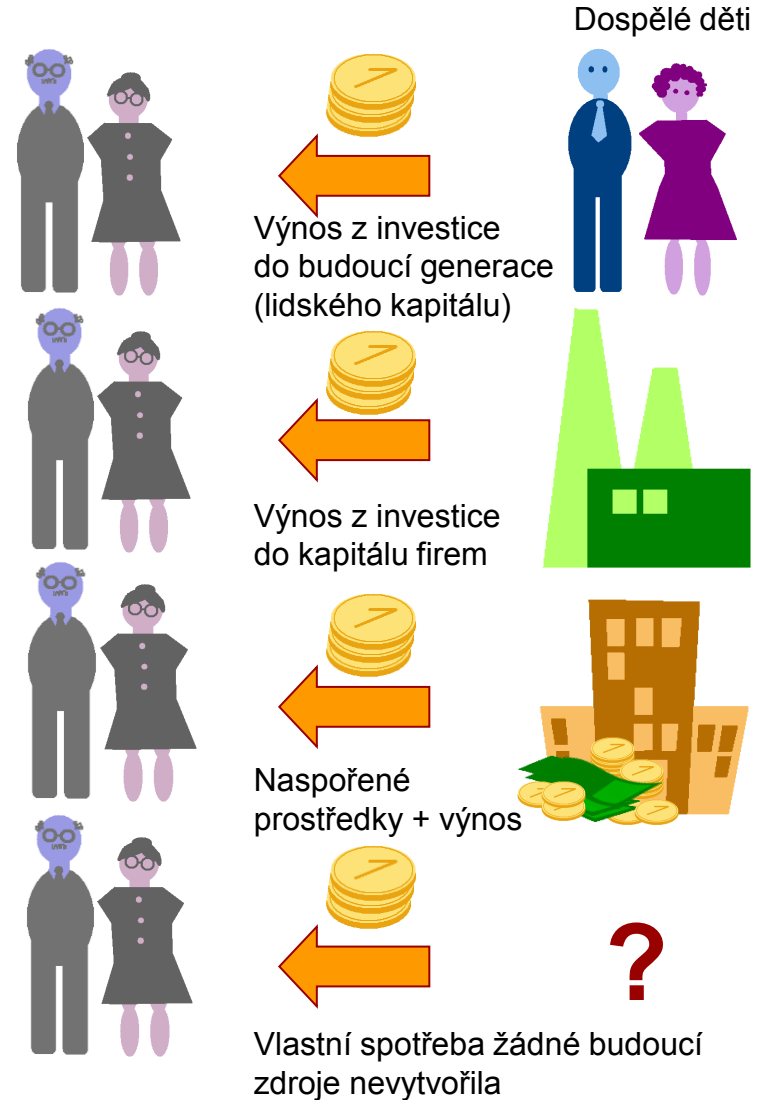 Dospělé děti
Výnos z investice
do budoucí generace
(lidského kapitálu)
Výnos z investice
do kapitálu firem
Naspořené
prostředky + výnos
?
Vlastní spotřeba žádné budoucí
zdroje nevytvořila